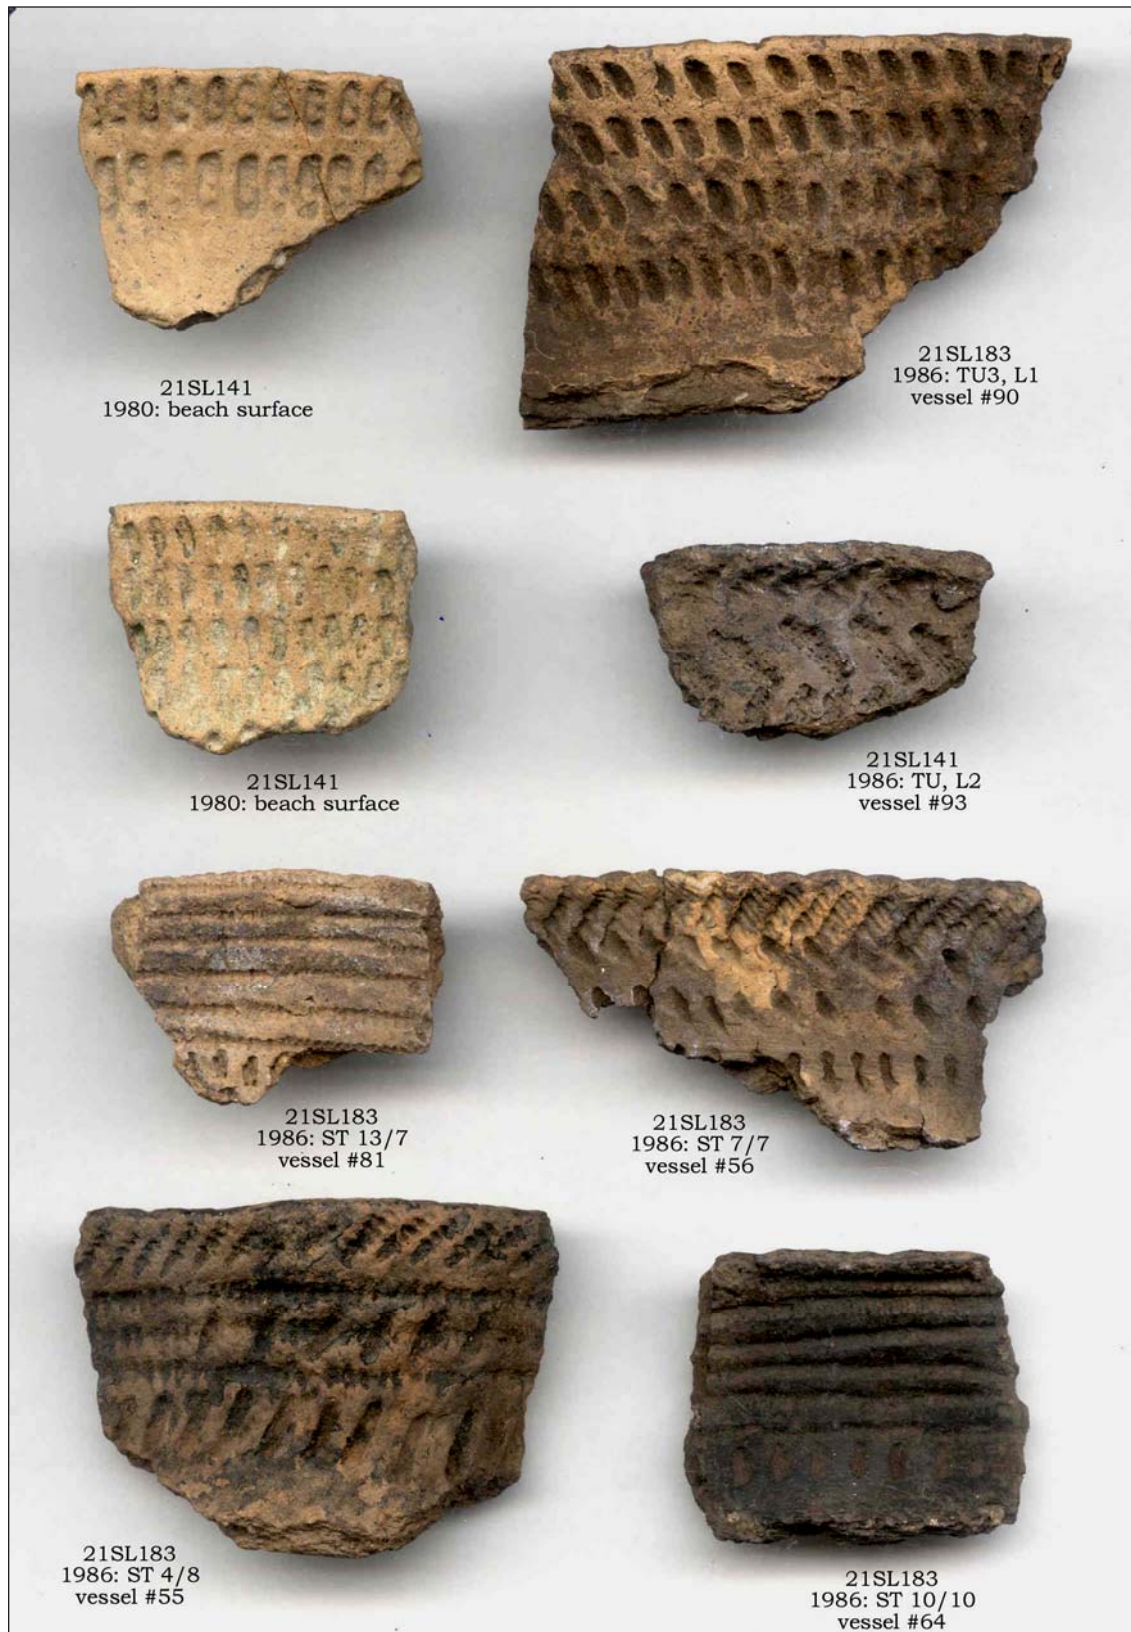 21SL141
1980: beach surface
21SL183
1986: TU3, L1
vessel #90
21SL141
1980: beach surface
21SL141
1986: TU, L2
vessel #93
21SL183
1986: ST 13/7
vessel #81
21SL183
1986: ST 7/7
vessel #56
21SL183
1986: ST 4/8
vessel #55
21SL183
1986: ST 10/10
vessel #64